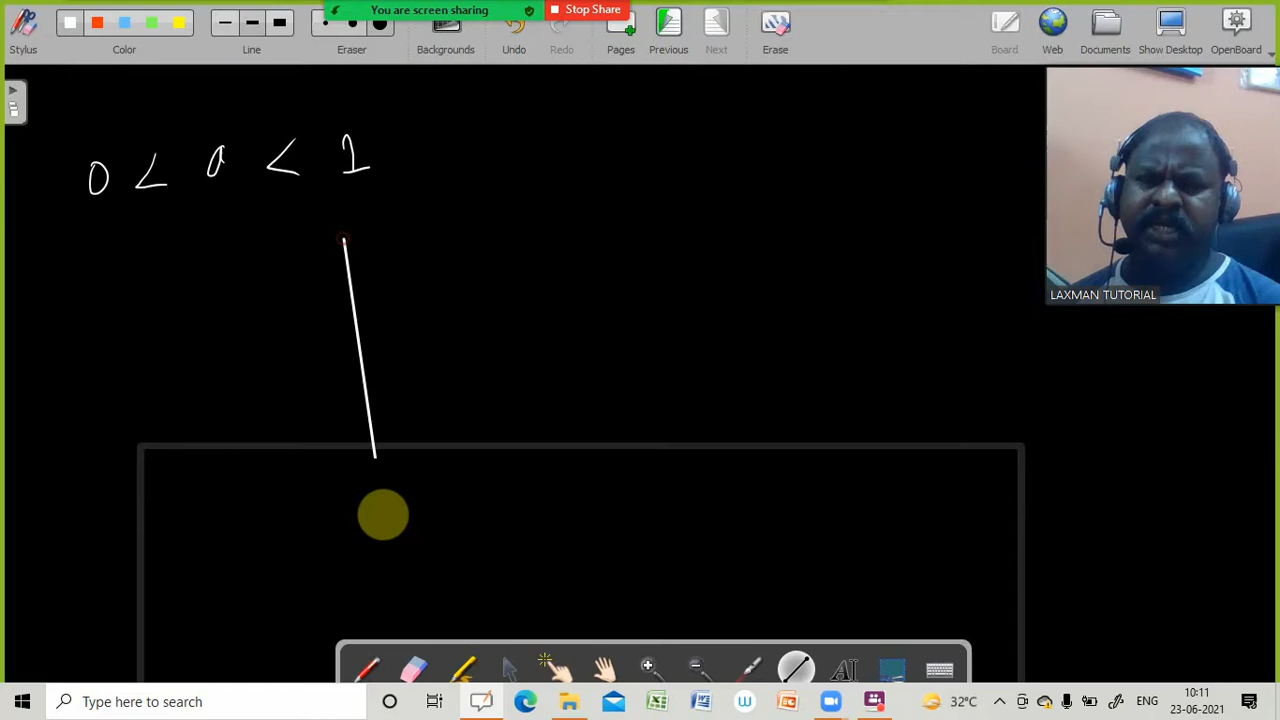 You are screen sharing
Stop Share
Stylus
Color
Line
Eraser
Backgrounds
Undo
Redo
Pages
Previous
Next
Erase
Board
Web
Documents
Show Desktop
OpenBoard
0 < a < 1
LAXMAN TUTORIAL
AI
Type here to search
32°C
ENG
10:11
23-06-2021